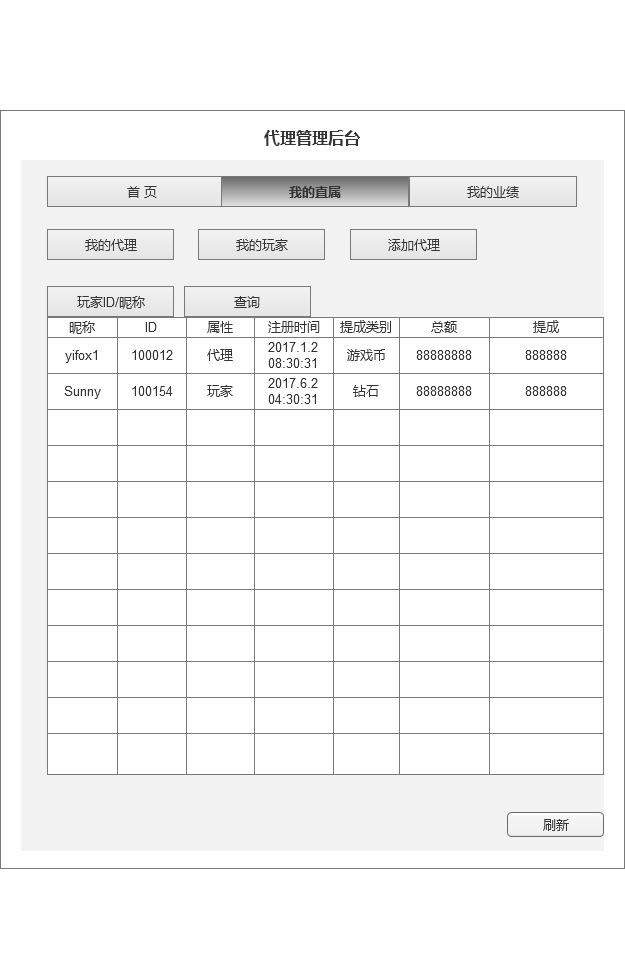 代理管理后台
首 页 我的直属 我的业绩
我的代理 我的玩家 添加代理
玩家ID/昵称 查询
昵称 ID 属性 注册时间 提成类别 总额 提成
yifox1 100012 代理 2017.1.2 08:30:31 游戏币 88888888 888888
Sunny 100154 玩家 2017.6.2 04:30:31 钻石 88888888 888888
刷新